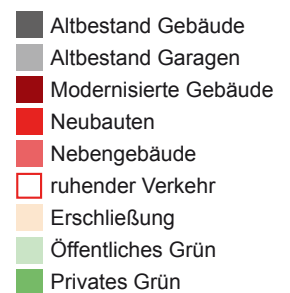 Altbestand Gebäude
Altbestand Garagen
Modernisierte Gebäude
Neubauten
Nebengebäude
ruhender Verkehr
Erschließung
Öffentliches Grün
Privates Grün